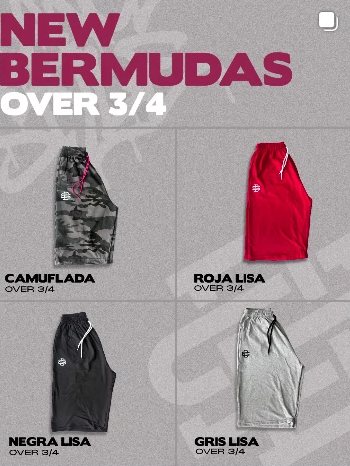 NEW
BERMUDAS
OVER 3/4
CAMUFLADA
OVER 3/4
ROJA LISA
OVER 3/4
NEGRA LISA
OVER 3/4
GRIS LISA
OVER 3/4